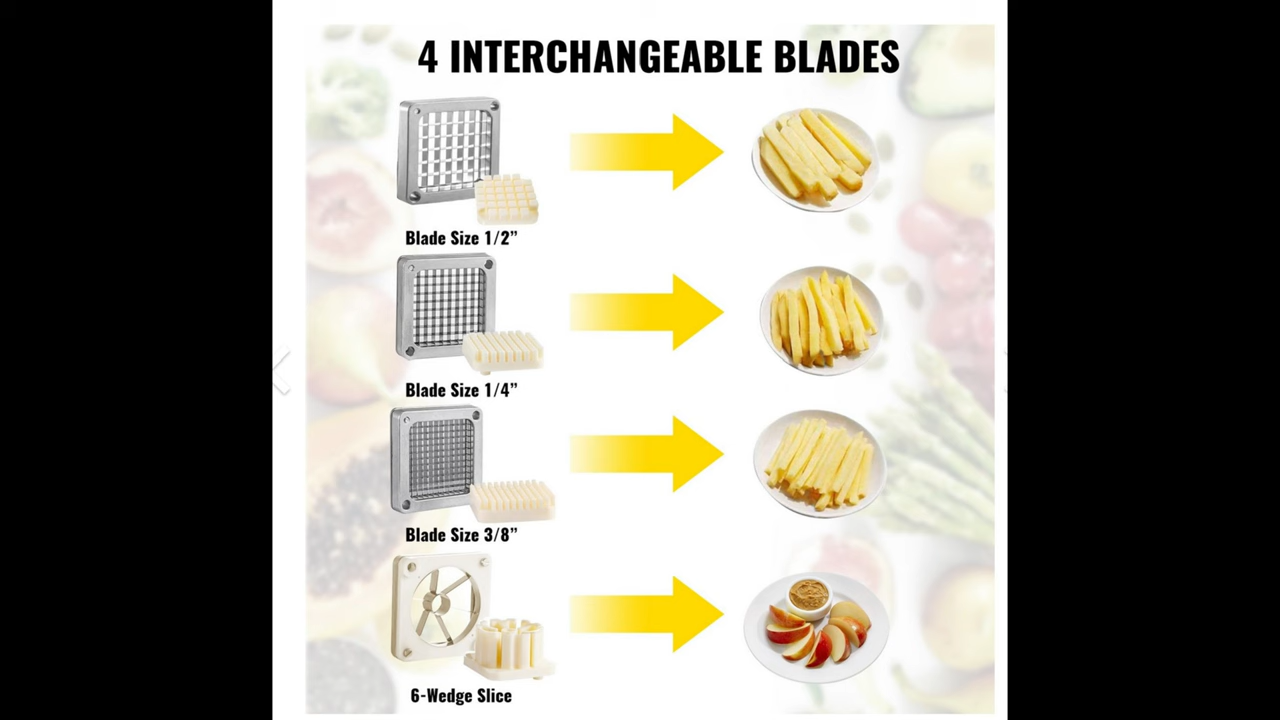 4 INTERCHANGEABLE BLADES
Blade Size 1/2”
Blade Size 1/4”
Blade Size 3/8”
6-Wedge Slice